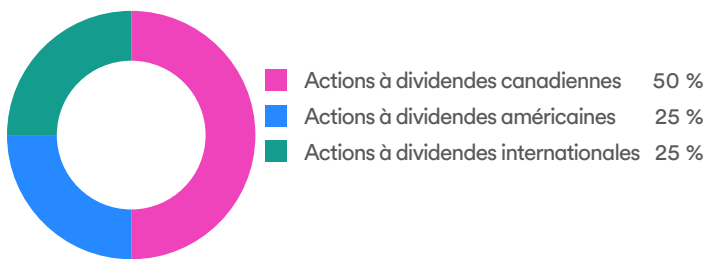 Actions à dividendes canadiennes 50 %
Actions à dividendes américaines 25 %
Actions à dividendes internationales 25 %